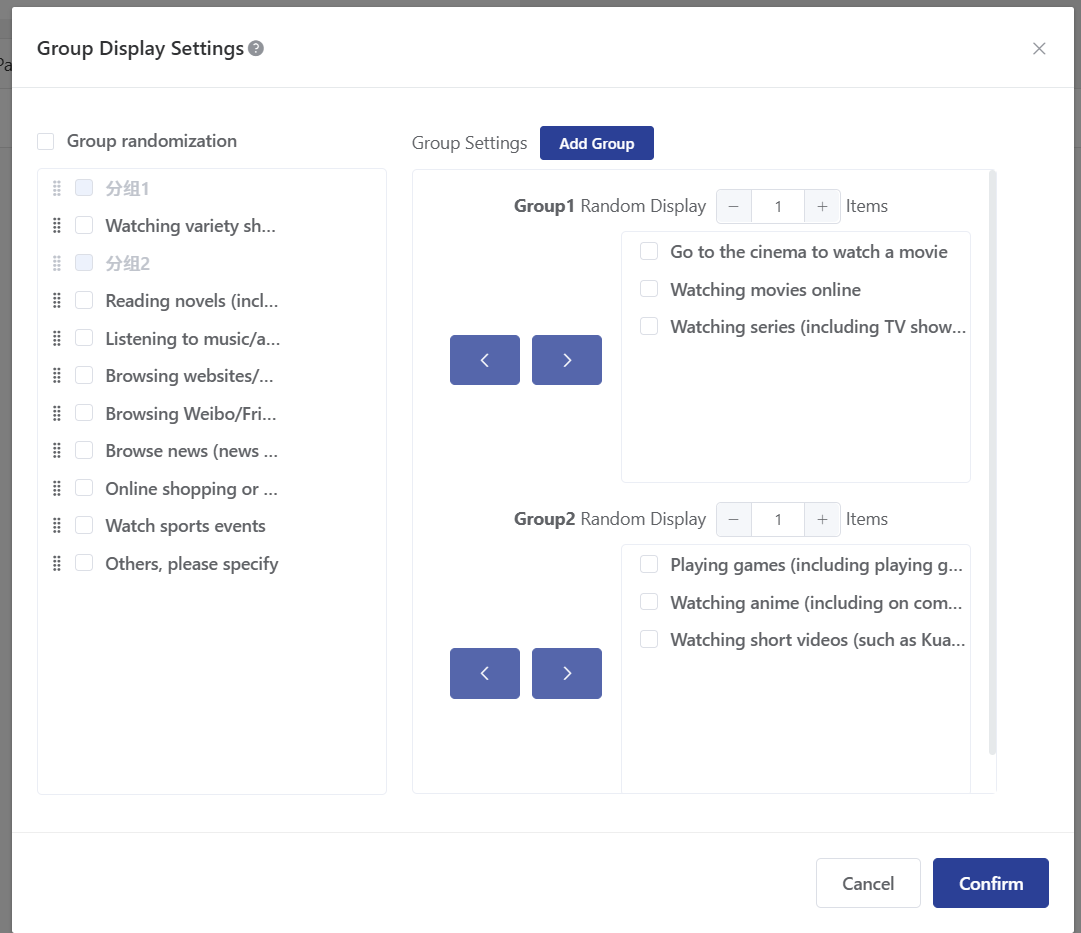 Group Display Settings ?
Pa
Group randomization
分组1
Watching variety sh...
分组2
Reading novels (incl...
Listening to music/a...
Browsing websites/...
Browsing Weibo/Fri...
Browse news (news ...
Online shopping or ...
Watch sports events
Others, please specify
Group Settings Add Group
Group1 Random Display − 1 + Items
Go to the cinema to watch a movie
Watching movies online
Watching series (including TV show...
Group2 Random Display − 1 + Items
Playing games (including playing g...
Watching anime (including on com...
Watching short videos (such as Kua...
Cancel Confirm